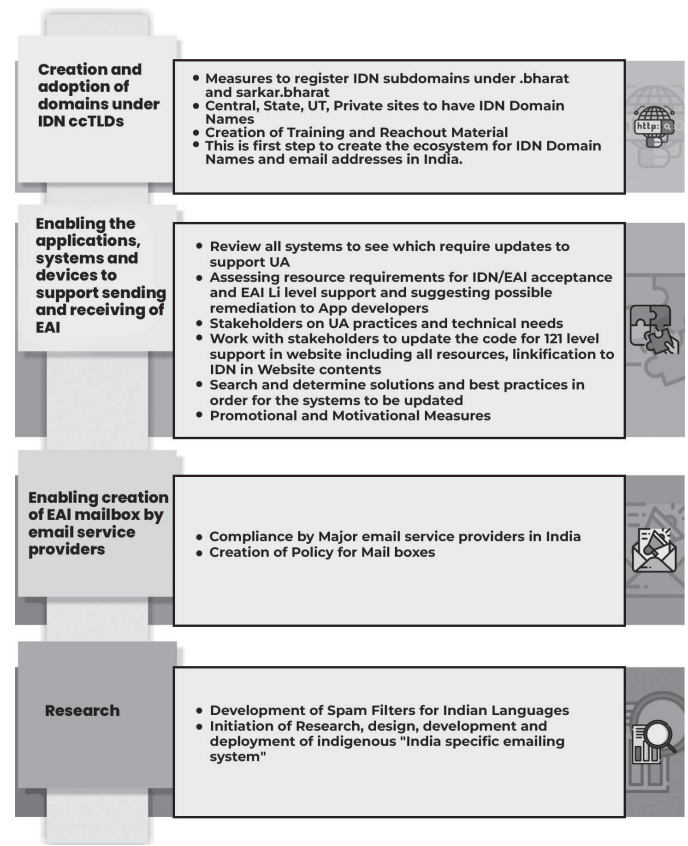 Creation and
adoption of
domains under
IDN ccTLDs
• Measures to register IDN subdomains under .bharat
and sarkar.bharat
• Central, State, UT, Private sites to have IDN Domain
Names
• Creation of Training and Reachout Material
• This is first step to create the ecosystem for IDN Domain
Names and email addresses in India.
http:
Enabling the
applications,
systems and
devices to
support sending
and receiving of
EAI
• Review all systems to see which require updates to
support UA
• Assessing resource requirements for IDN/EAI acceptance
and EAI Li level support and suggesting possible
remediation to App developers
• Stakeholders on UA practices and technical needs
• Work with stakeholders to update the code for 121 level
support in website including all resources, linkification to
IDN in Website contents
• Search and determine solutions and best practices in
order for the systems to be updated
• Promotional and Motivational Measures
Enabling creation
of EAI mailbox by
email service
providers
• Compliance by Major email service providers in India
• Creation of Policy for Mail boxes
Research
• Development of Spam Filters for Indian Languages
• Initiation of Research, design, development and
deployment of indigenous "India specific emailing
system"